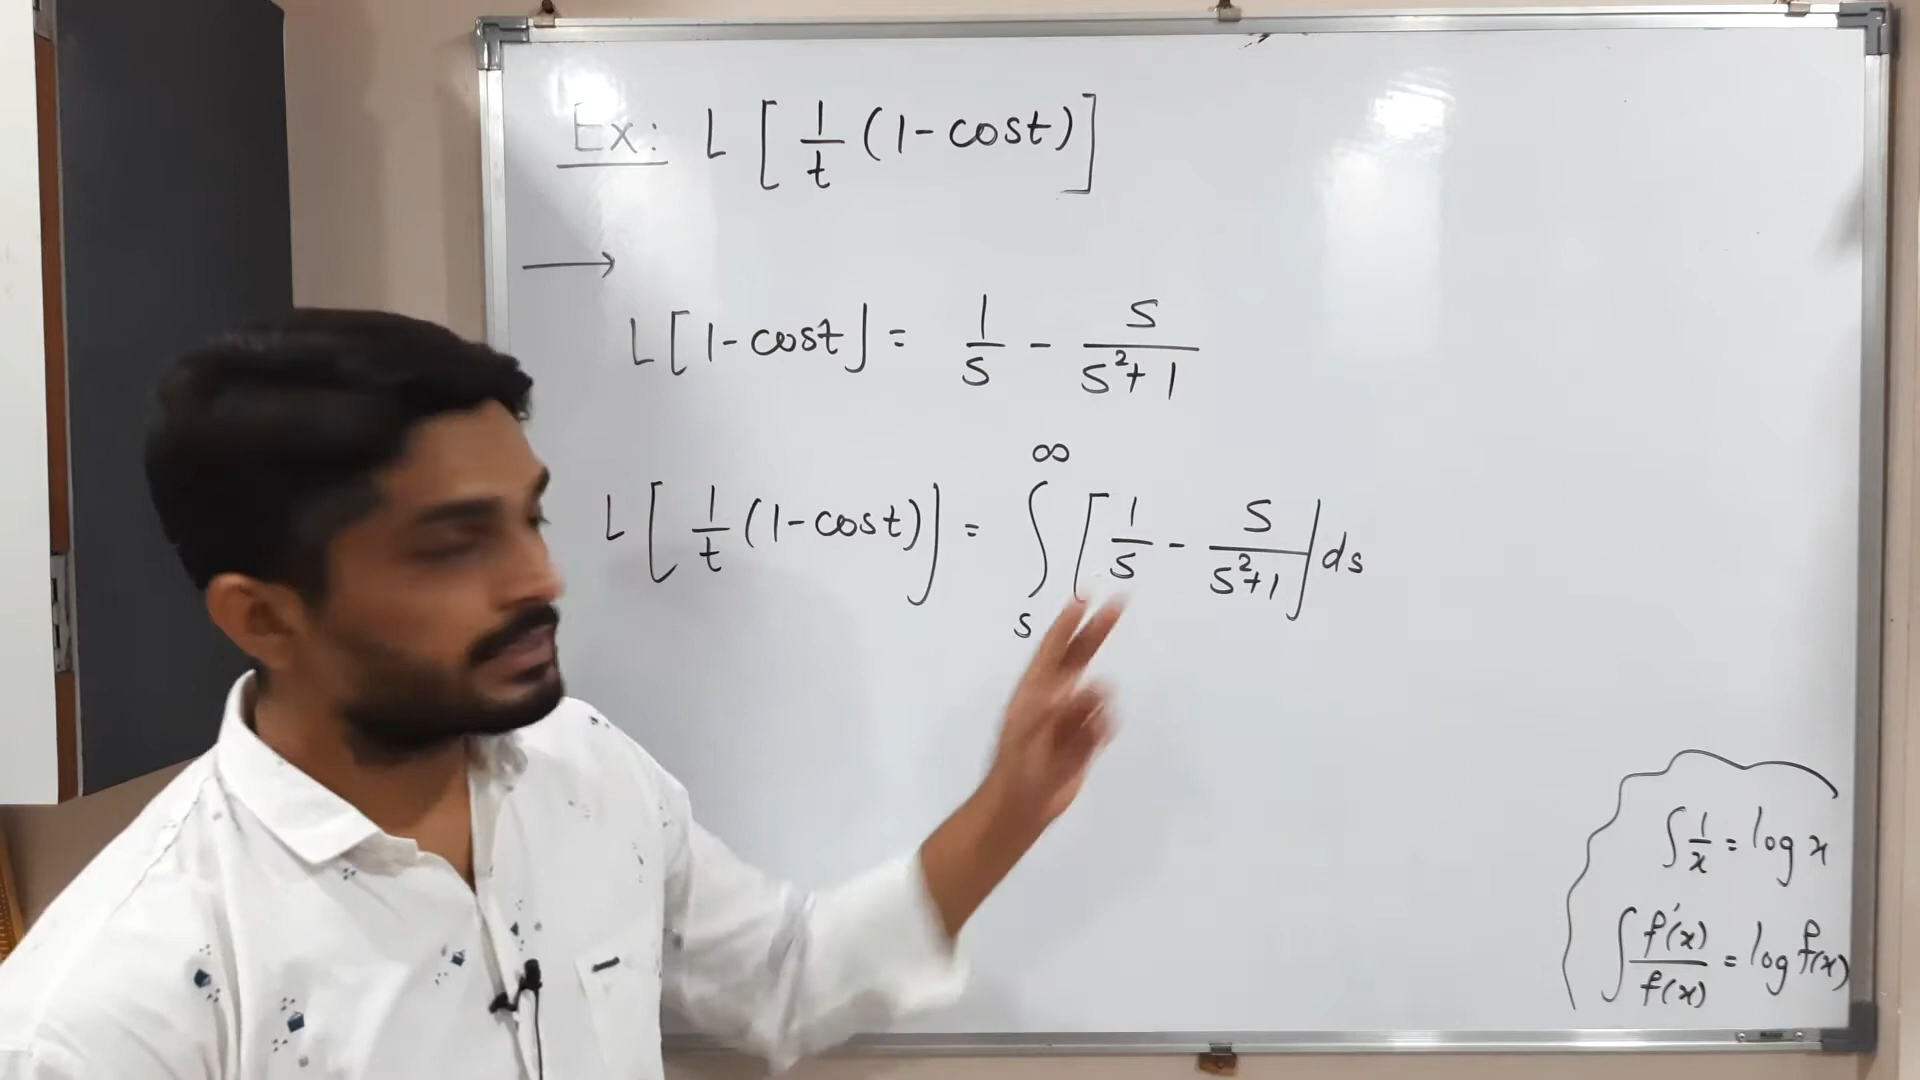 Ex: L [ 1/t (1-cost) ]
→
L[1-cost] = 1/s - s/(s²+1)
L[ 1/t (1-cost) ] = ∫_s^∞ [ 1/s - s/(s²+1) ] ds
∫ 1/x = log x
∫ f'(x)/f(x) = log f(x)